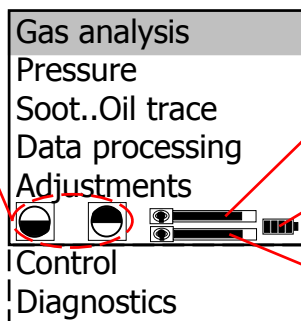 Gas analysis
Pressure
Soot..Oil trace
Data processing
Adjustments
Control
Diagnostics